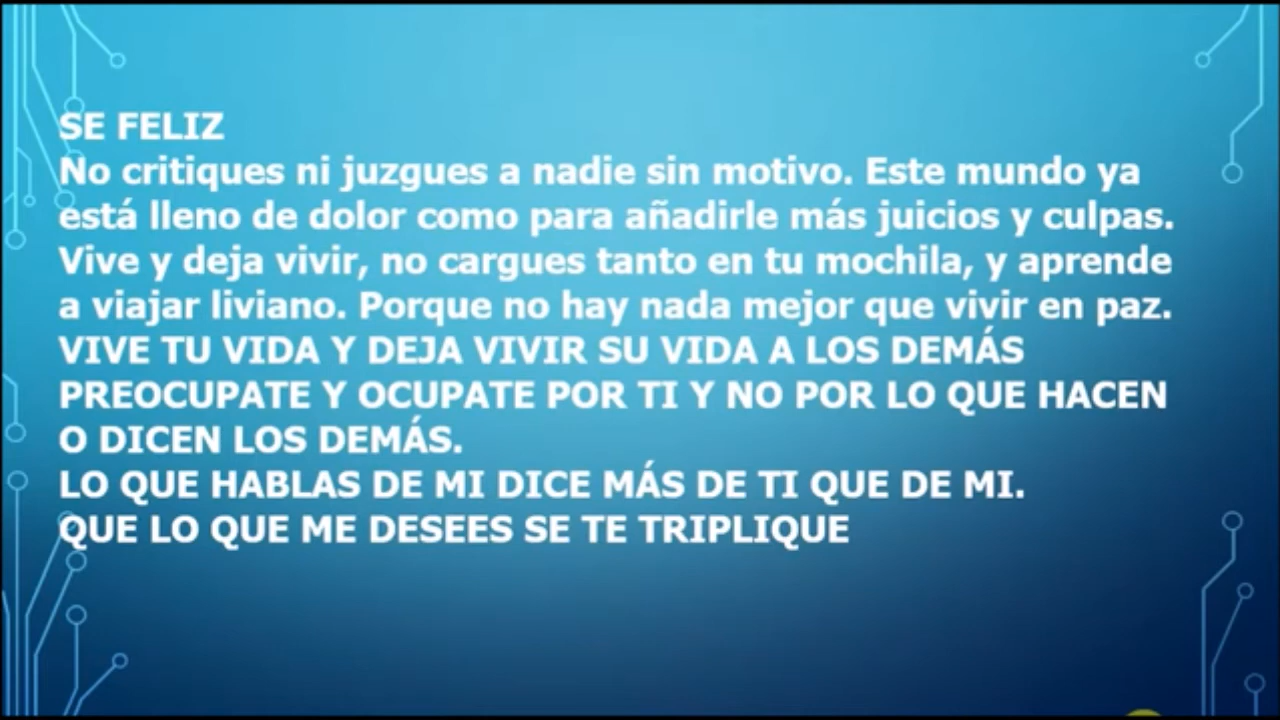 SE FELIZ
No critiques ni juzgues a nadie sin motivo. Este mundo ya
está lleno de dolor como para añadirle más juicios y culpas.
Vive y deja vivir, no cargues tanto en tu mochila, y aprende
a viajar liviano. Porque no hay nada mejor que vivir en paz.
VIVE TU VIDA Y DEJA VIVIR SU VIDA A LOS DEMÁS
PREOCUPATE Y OCUPATE POR TI Y NO POR LO QUE HACEN
O DICEN LOS DEMÁS.
LO QUE HABLAS DE MI DICE MÁS DE TI QUE DE MI.
QUE LO QUE ME DESEES SE TE TRIPLIQUE